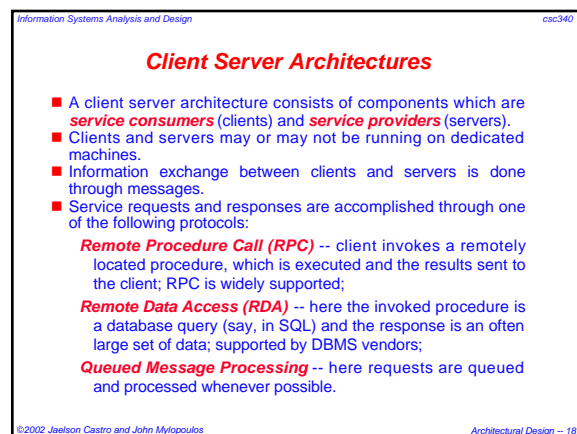 Information Systems Analysis and Design
csc340
Client Server Architectures
A client server architecture consists of components which are
service consumers (clients) and service providers (servers).
Clients and servers may or may not be running on dedicated
machines.
Information exchange between clients and servers is done
through messages.
Service requests and responses are accomplished through one
of the following protocols:
Remote Procedure Call (RPC) -- client invokes a remotely
located procedure, which is executed and the results sent to
the client; RPC is widely supported;
Remote Data Access (RDA) -- here the invoked procedure is
a database query (say, in SQL) and the response is an often
large set of data; supported by DBMS vendors;
Queued Message Processing -- here requests are queued
and processed whenever possible.
©2002 Jaelson Castro and John Mylopoulos
Architectural Design -- 18